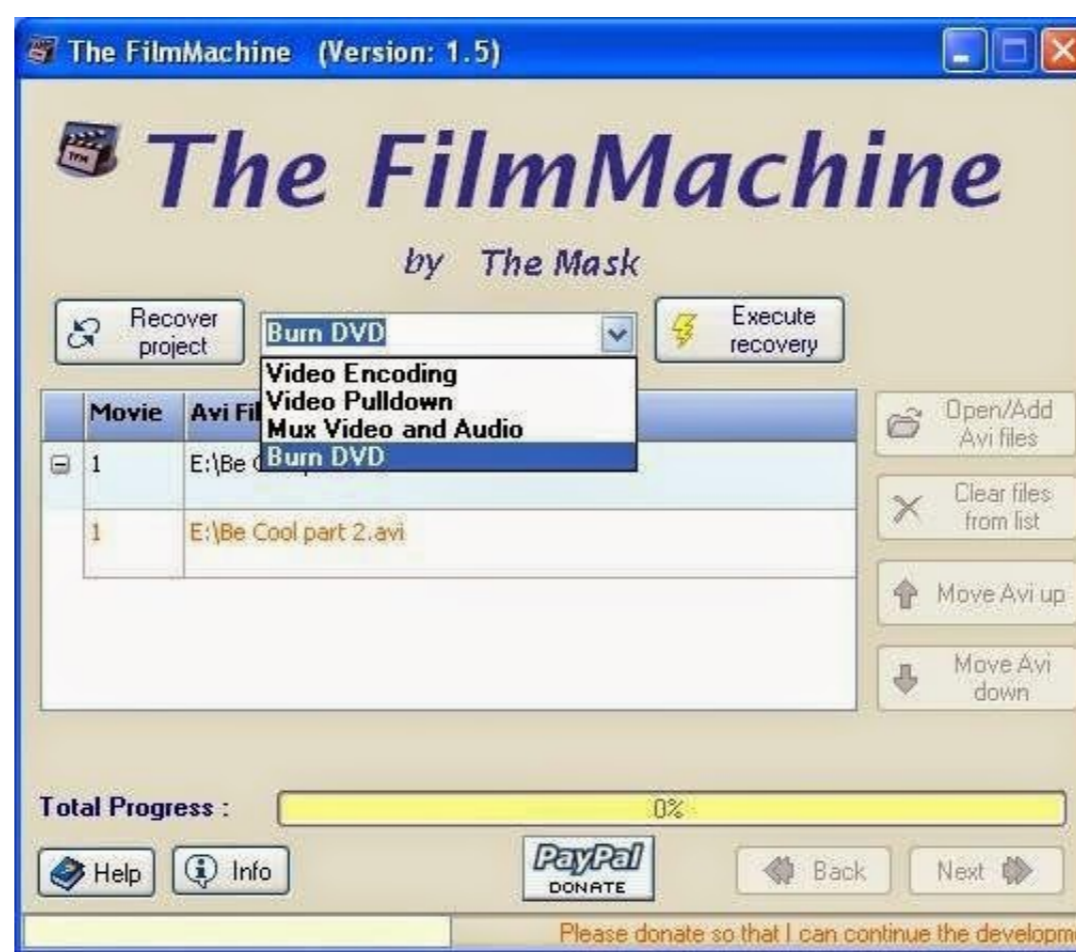 The FilmMachine (Version: 1.5)
The FilmMachine
by The Mask
Recover
project
Burn DVD
Execute
recovery
Video Encoding
Video Pulldown
Mux Video and Audio
Burn DVD
Movie Avi Fil
1 E:\Be
1 E:\Be Cool part 2.avi
Open/Add
Avi files
Clear files
from list
Move Avi up
Move Avi
down
Total Progress :
0%
Help
Info
PayPal
DONATE
Back
Next
Please donate so that I can continue the developm